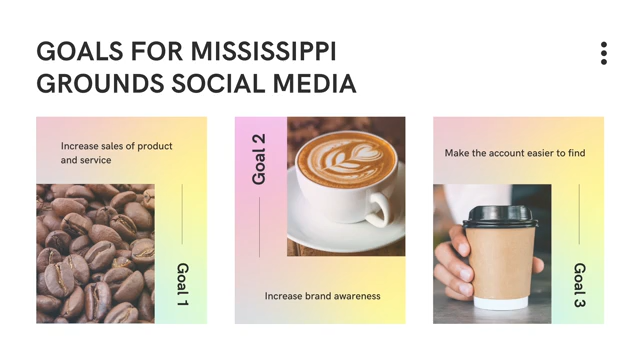 GOALS FOR MISSISSIPPI
GROUNDS SOCIAL MEDIA
Increase sales of product
and service
Goal 1
Goal 2
Increase brand awareness
Make the account easier to find
Goal 3